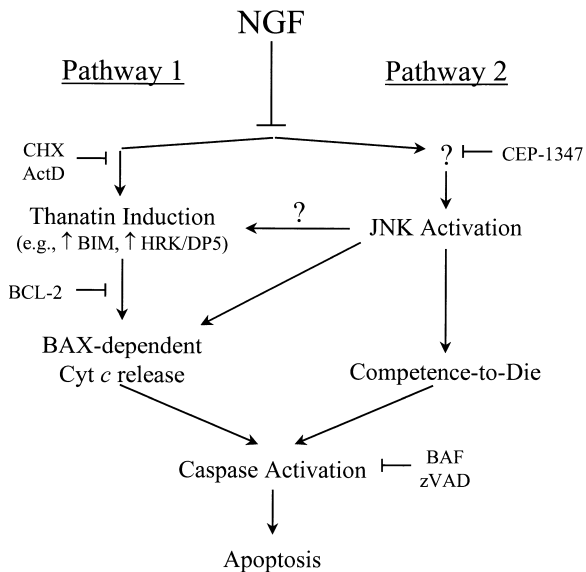 NGF
Pathway 1
Pathway 2
CHX
ActD
?
CEP-1347
Thanatin Induction
(e.g., ↑ BIM, ↑ HRK/DP5)
?
JNK Activation
BCL-2
BAX-dependent
Cyt c release
Competence-to-Die
Caspase Activation
BAF
zVAD
Apoptosis